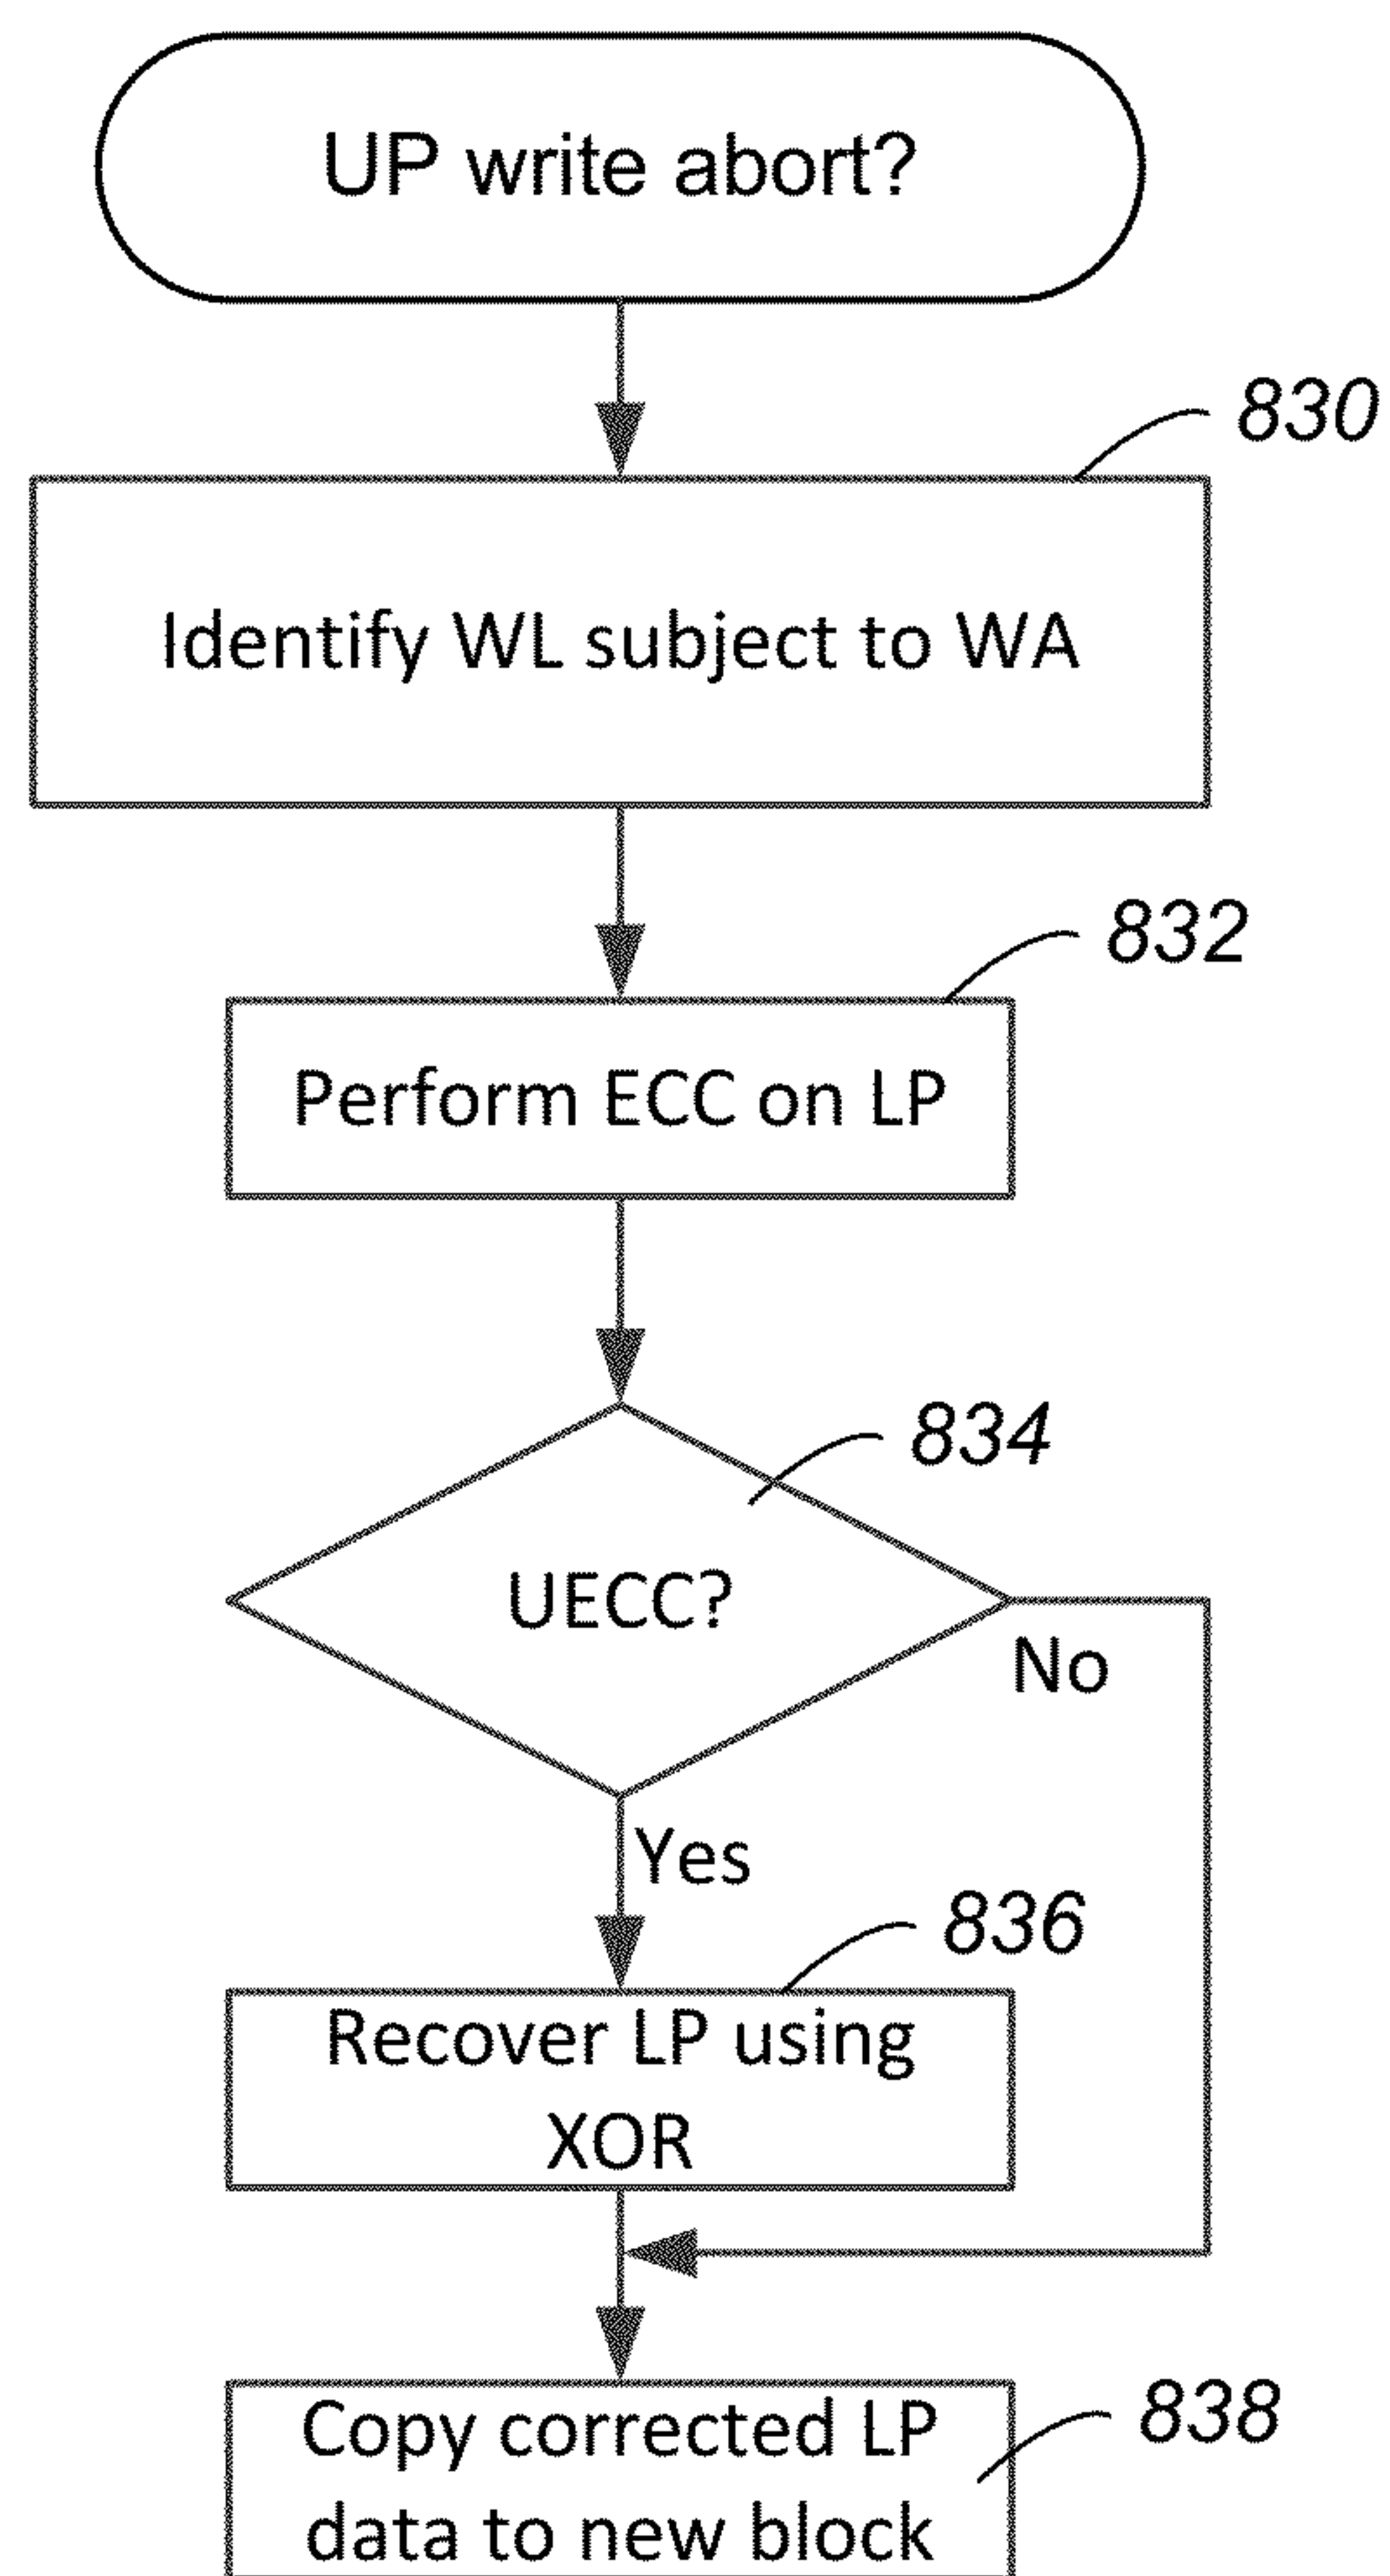 UP write abort?
830
Identify WL subject to WA
832
Perform ECC on LP
834
UECC?
No
Yes
836
Recover LP using
XOR
Copy corrected LP
838
data to new block